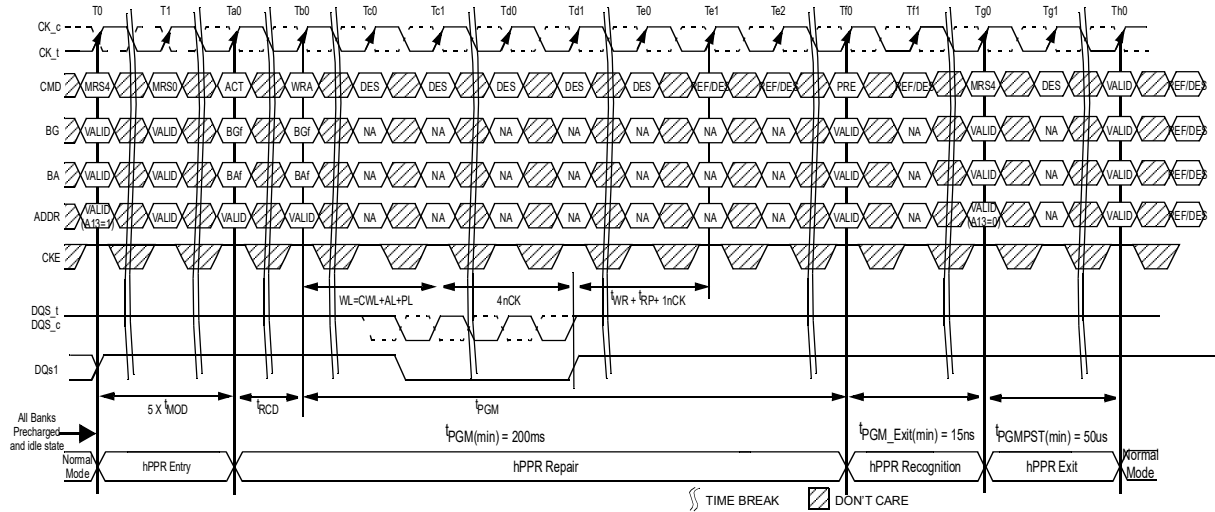 T0 T1 Ta0 Tb0 Tc0 Tc1 Td0 Td1 Te0 Te1 Te2 Tf0 Tf1 Tg0 Tg1 Th0
CK_c
CK_t
CMD MRS4 MRS0 ACT WRA DES DES DES DES DES REF/DES REF/DES PRE REF/DES MRS4 DES VALID REF/DES
BG VALID VALID BGf BGf NA NA NA NA NA NA NA VALID NA VALID NA VALID REF/DES
BA VALID VALID BAf BAf NA NA NA NA NA NA NA VALID NA VALID NA VALID REF/DES
ADDR VALID (A13=1) VALID VALID VALID NA NA NA NA NA NA NA VALID NA VALID (A13=0) NA VALID REF/DES
CKE
WL=CWL+AL+PL 4nCK tWR + tRP+ 1nCK
DQS_t
DQS_c
DQs1
5 X tMOD tRCD tPGM
All Banks
Precharged
and idle state
tPGM(min) = 200ms tPGM_Exit(min) = 15ns tPGMPST(min) = 50us
Normal
Mode
hPPR Entry hPPR Repair hPPR Recognition hPPR Exit
Normal
Mode
TIME BREAK DON'T CARE